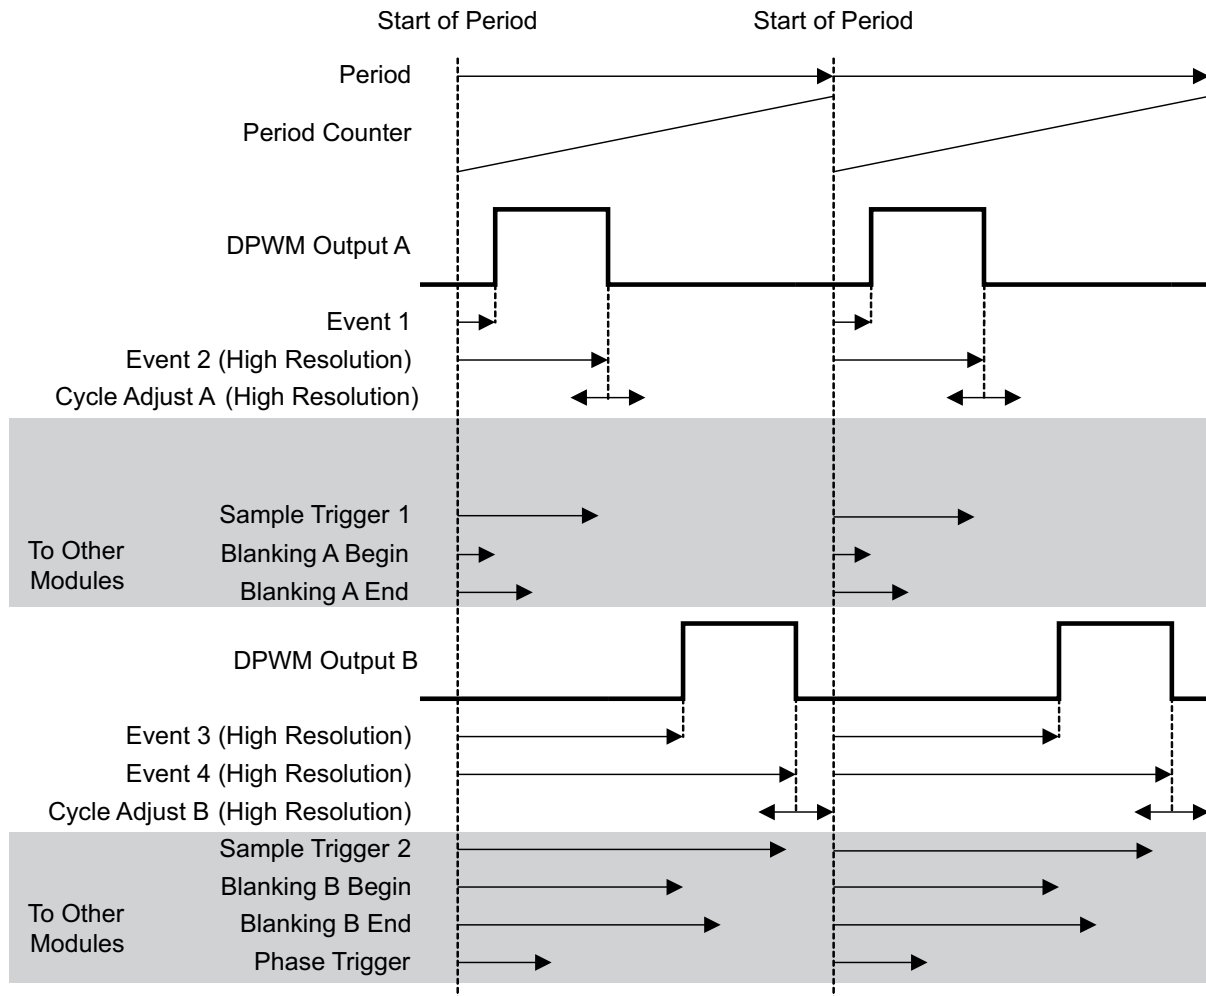 Start of Period
Start of Period
Period
Period Counter
DPWM Output A
Event 1
Event 2 (High Resolution)
Cycle Adjust A (High Resolution)
To Other
Modules
Sample Trigger 1
Blanking A Begin
Blanking A End
DPWM Output B
Event 3 (High Resolution)
Event 4 (High Resolution)
Cycle Adjust B (High Resolution)
To Other
Modules
Sample Trigger 2
Blanking B Begin
Blanking B End
Phase Trigger